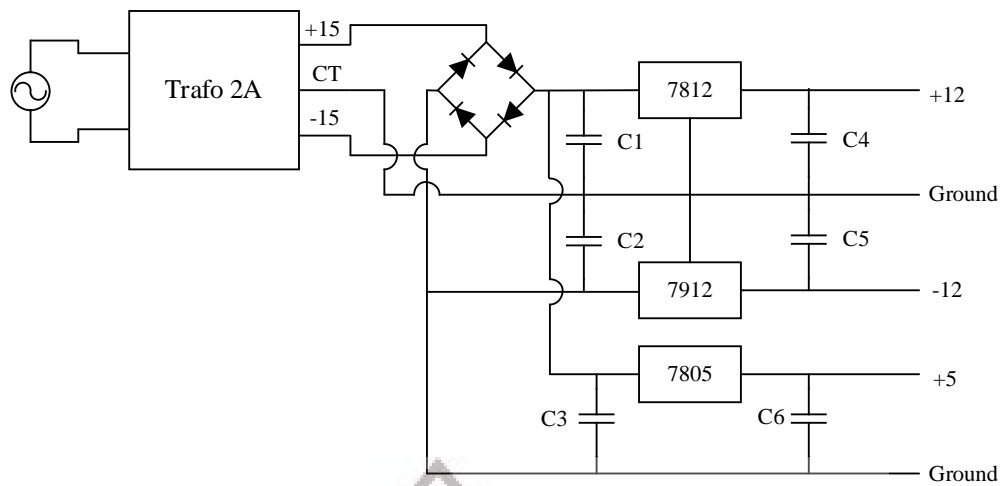 +15
CT
-15
Trafo 2A
7812
+12
C1
C4
Ground
C2
C5
7912
-12
7805
+5
C3
C6
Ground